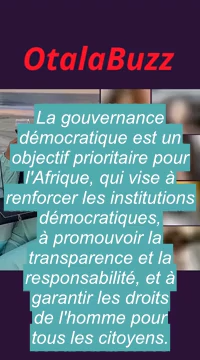 OtalaBuzz
La gouvernance
démocratique est un
objectif prioritaire pour
l'Afrique, qui vise à
renforcer les institutions
démocratiques,
à promouvoir la
transparence et la
responsabilité, et à
garantir les droits
de l'homme pour
tous les citoyens.